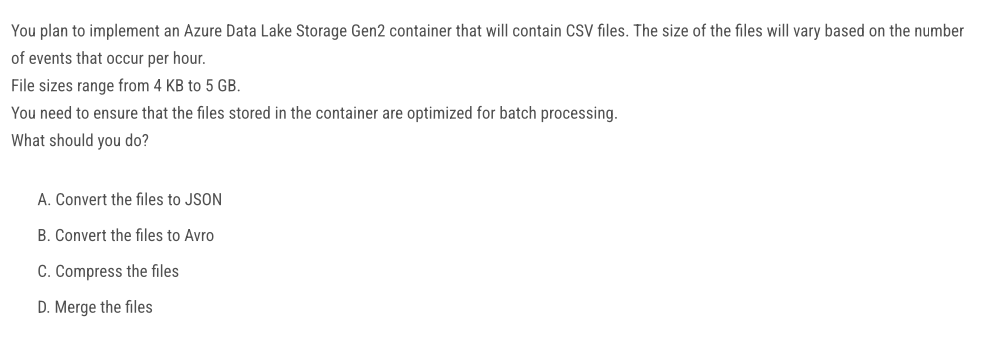 You plan to implement an Azure Data Lake Storage Gen2 container that will contain CSV files. The size of the files will vary based on the number
of events that occur per hour.
File sizes range from 4 KB to 5 GB.
You need to ensure that the files stored in the container are optimized for batch processing.
What should you do?
A. Convert the files to JSON
B. Convert the files to Avro
C. Compress the files
D. Merge the files